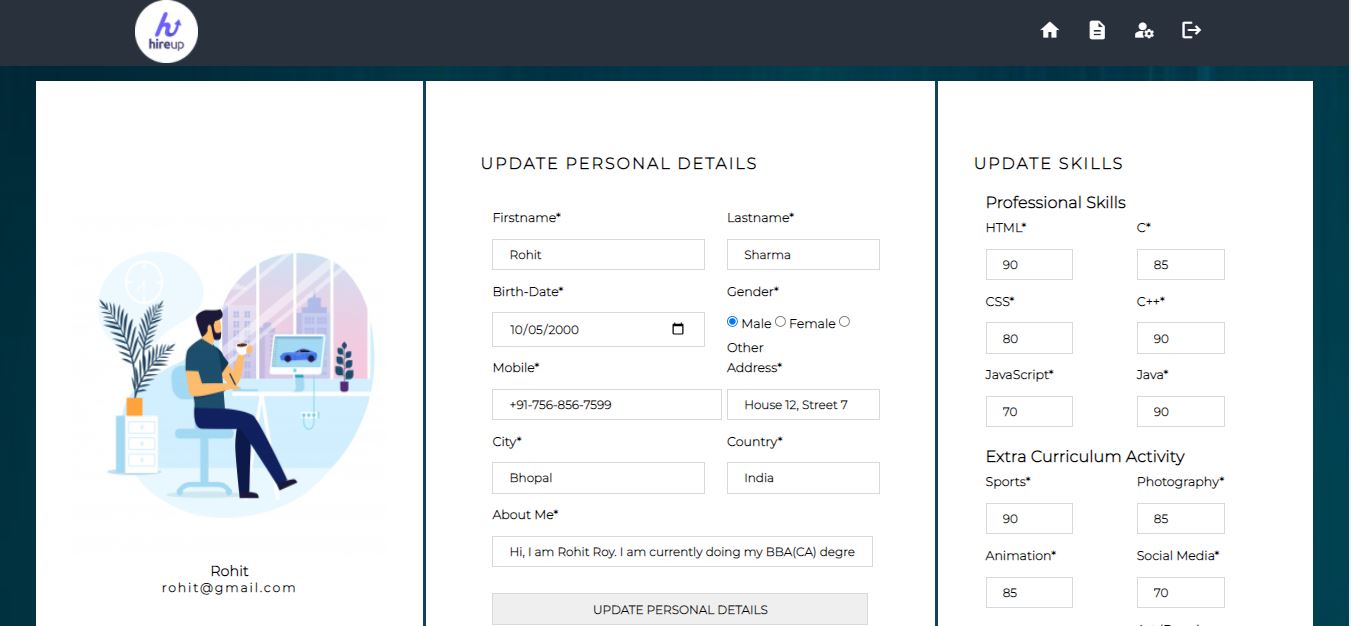 hireup
UPDATE PERSONAL DETAILS
Firstname* Lastname*
Rohit Sharma
Birth-Date* Gender*
10/05/2000 Male Female
Other
Mobile* Address*
+91-756-856-7599 House 12, Street 7
City* Country*
Bhopal India
About Me*
Hi, I am Rohit Roy. I am currently doing my BBA(CA) degre
UPDATE PERSONAL DETAILS
Rohit
rohit@gmail.com
UPDATE SKILLS
Professional Skills
HTML* C*
90 85
CSS* C++*
80 90
JavaScript* Java*
70 90
Extra Curriculum Activity
Sports* Photography*
90 85
Animation* Social Media*
85 70